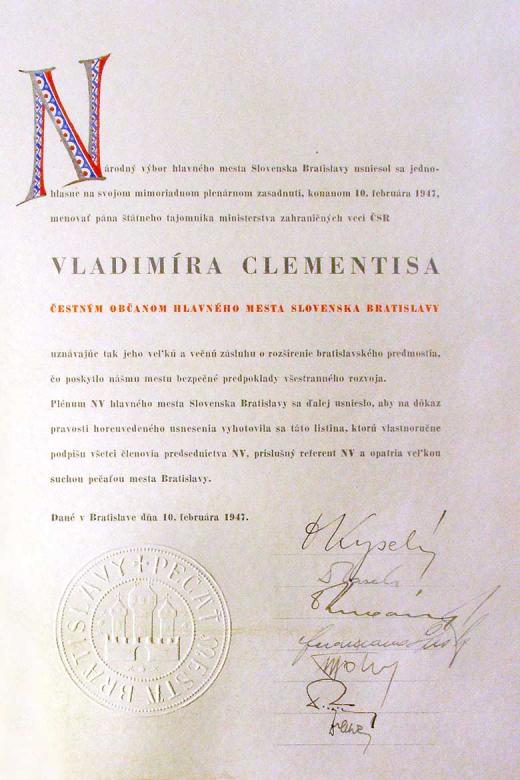 Národný výbor hlavného mesta Slovenska Bratislavy usniesol sa jedno-
hlasne na svojom mimoriadnom plenárnom zasadnutí, konanom 10. februára 1947,
menovať pána štátneho tajomníka ministerstva zahraničných vecí ČSR
VLADIMÍRA CLEMENTISA
ČESTNÝM OBČANOM HLAVNÉHO MESTA SLOVENSKA BRATISLAVY
uznávajúc tak jeho veľkú a večnú zásluhu o rozšírenie bratislavského predmostia,
čo poskytlo nášmu mestu bezpečné predpoklady všestranného rozvoja.
Plénum NV hlavného mesta Slovenska Bratislavy sa ďalej usnieslo, aby na dôkaz
pravosti horeuvedeného usnesenia vyhotovila sa táto listina, ktorú vlastnoručne
podpíšu všetci členovia predsedníctva NV, príslušný referent NV a opatria veľkou
suchou pečaťou mesta Bratislavy.
Dané v Bratislave dňa 10. februára 1947.
PEČAŤ MESTA BRATISLAVY
Kyselý